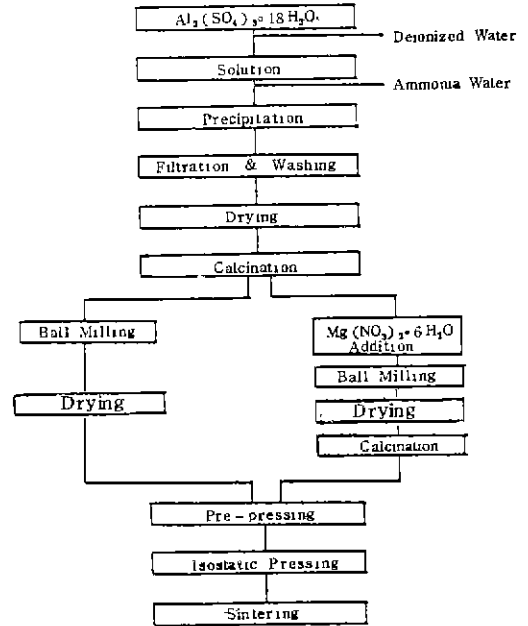 Al₂(SO₄)₃∘18H₂O
Deionized Water
Solution
Ammonia Water
Precipitation
Filtration & Washing
Drying
Calcination
Ball Milling
Drying
Mg(NO₃)₂∘6H₂O
Addition
Ball Milling
Drying
Calcination
Pre-pressing
Isostatic Pressing
Sintering